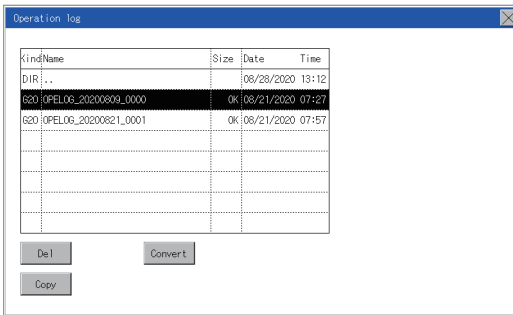 Operation log
Kind Name Size Date Time
DIR .. 08/28/2020 13:12
G20 OPELOG_20200809_0000 0K 08/21/2020 07:27
G20 OPELOG_20200821_0001 0K 08/21/2020 07:57
Del Convert
Copy